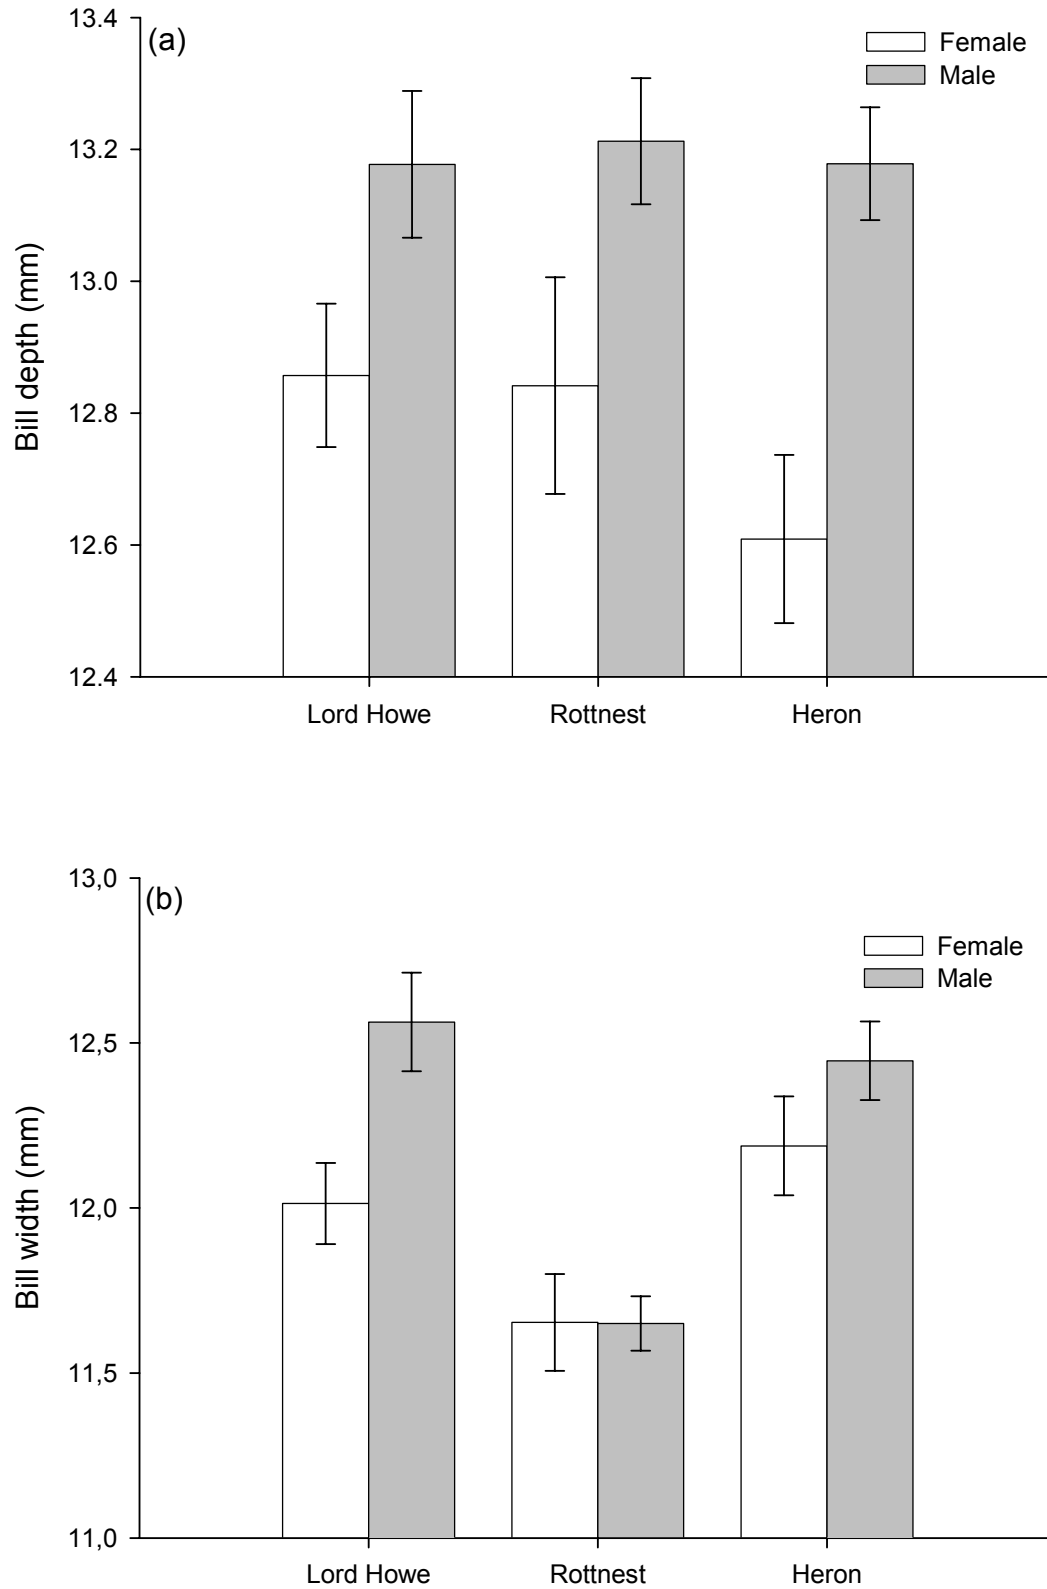 13.4
(a)
Female
Male
13.2
13.0
12.8
12.6
12.4
Bill depth (mm)
Lord Howe
Rottnest
Heron
13,0
(b)
Female
Male
12,5
12,0
11,5
11,0
Bill width (mm)
Lord Howe
Rottnest
Heron